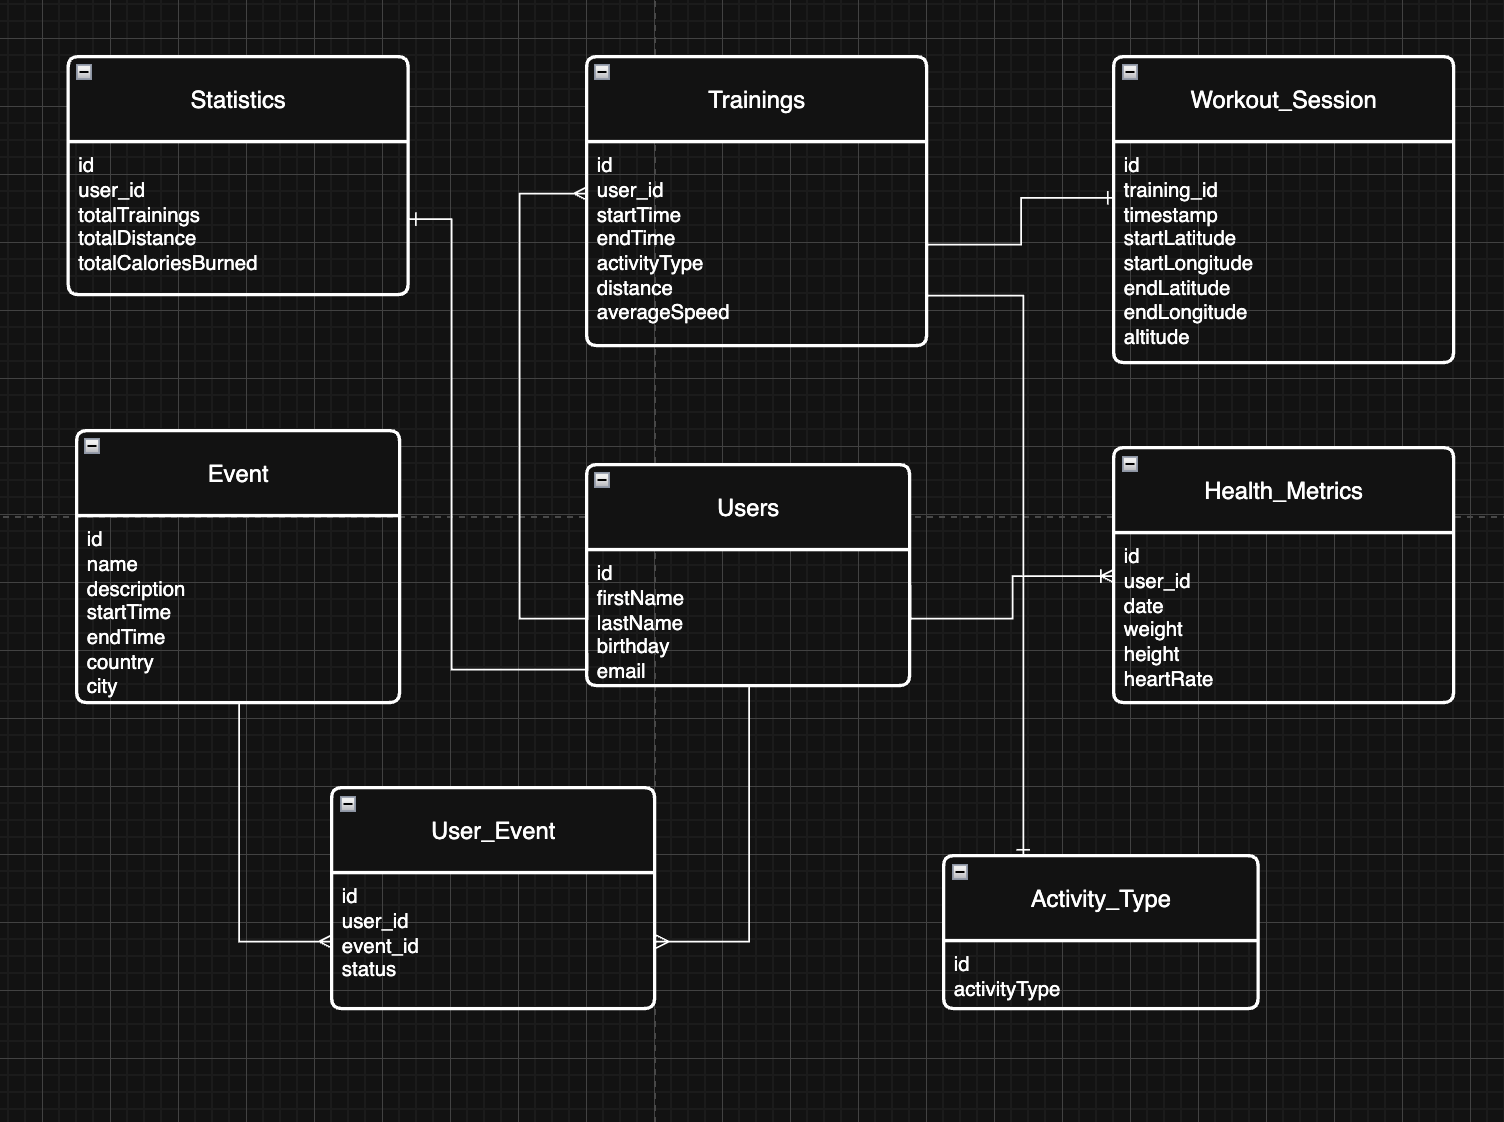 Statistics
id
user_id
totalTrainings
totalDistance
totalCaloriesBurned
Trainings
id
user_id
startTime
endTime
activityType
distance
averageSpeed
Workout_Session
id
training_id
timestamp
startLatitude
startLongitude
endLatitude
endLongitude
altitude
Event
id
name
description
startTime
endTime
country
city
Users
id
firstName
lastName
birthday
email
Health_Metrics
id
user_id
date
weight
height
heartRate
User_Event
id
user_id
event_id
status
Activity_Type
id
activityType